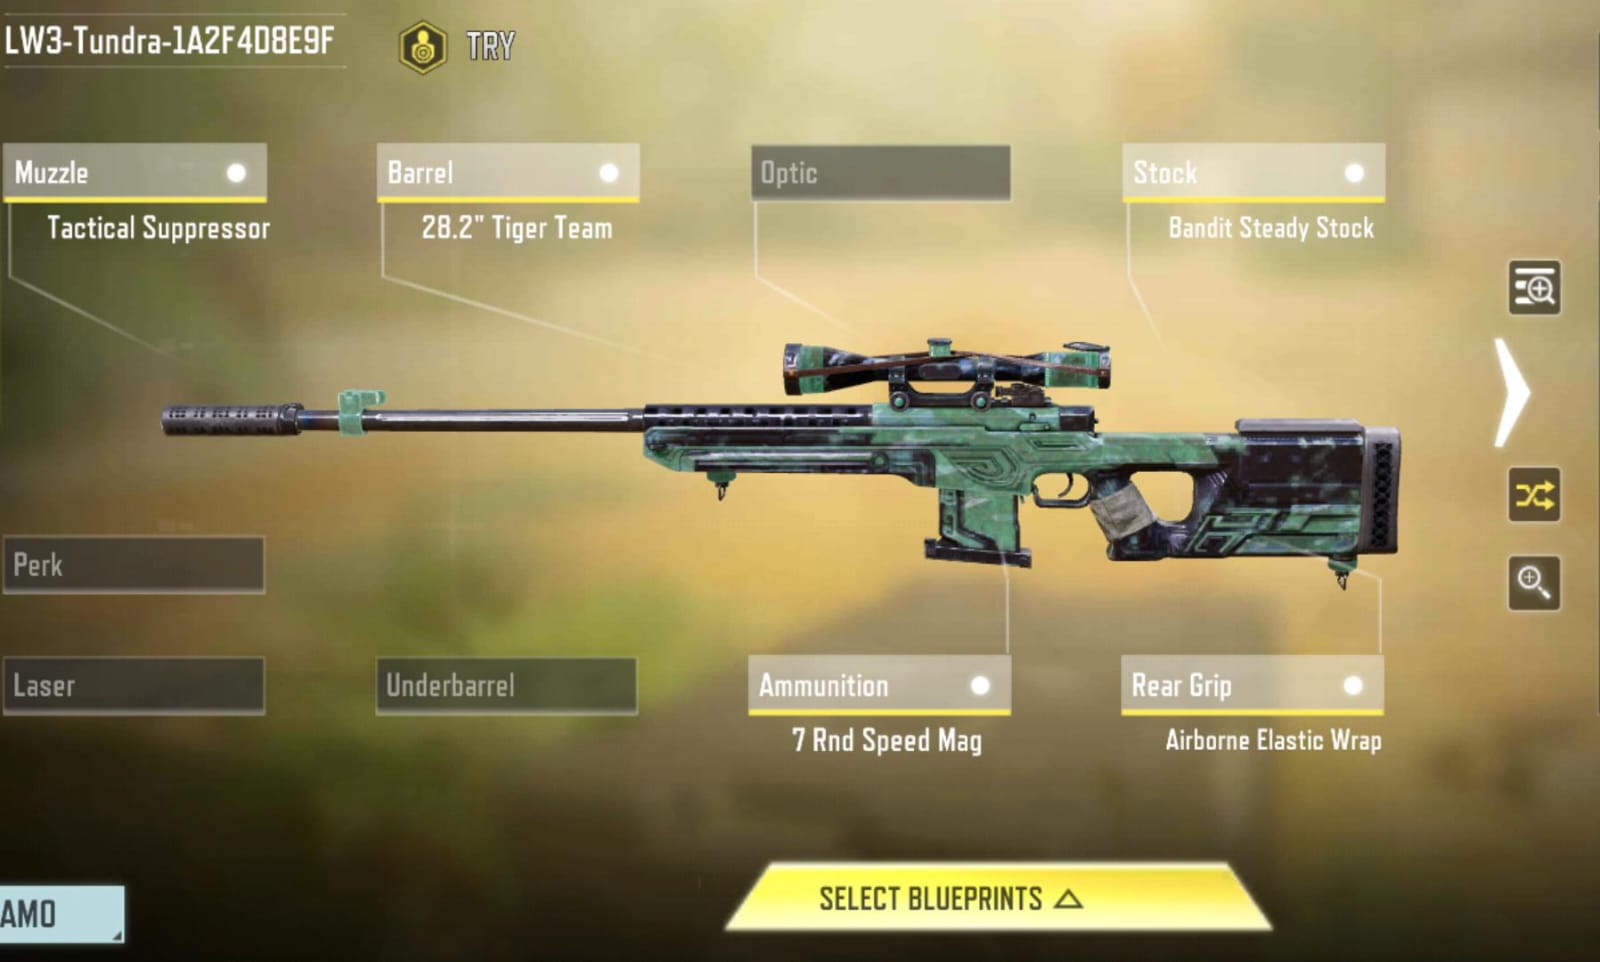 LW3-Tundra-1A2F4D8E9F
TRY
Muzzle
Tactical Suppressor
Barrel
28.2" Tiger Team
Optic
Stock
Bandit Steady Stock
Perk
Laser
Underbarrel
Ammunition
7 Rnd Speed Mag
Rear Grip
Airborne Elastic Wrap
AMO
SELECT BLUEPRINTS